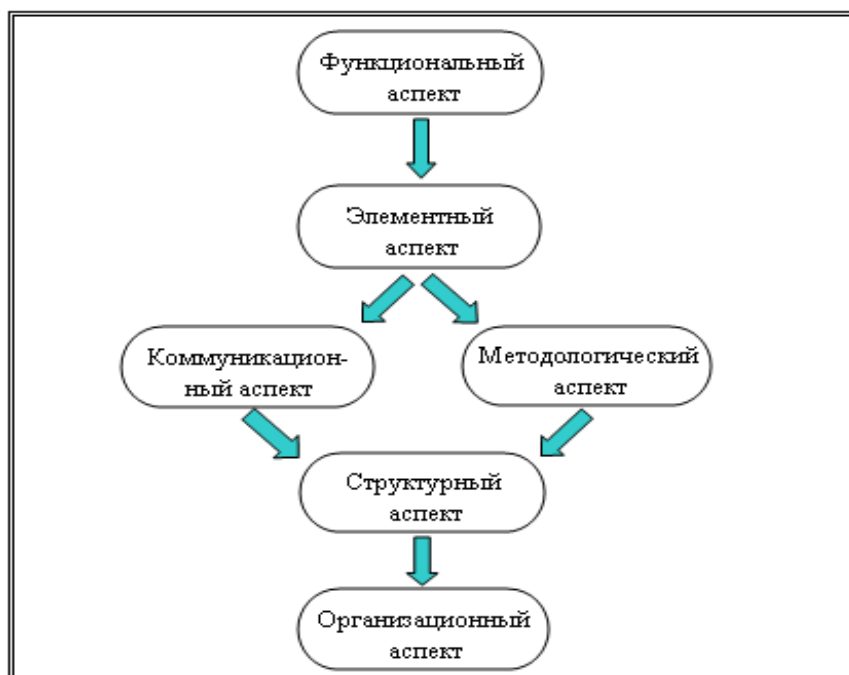 Функциональный
аспект
Элементный
аспект
Коммуникацион-
ный аспект
Методологический
аспект
Структурный
аспект
Организационный
аспект